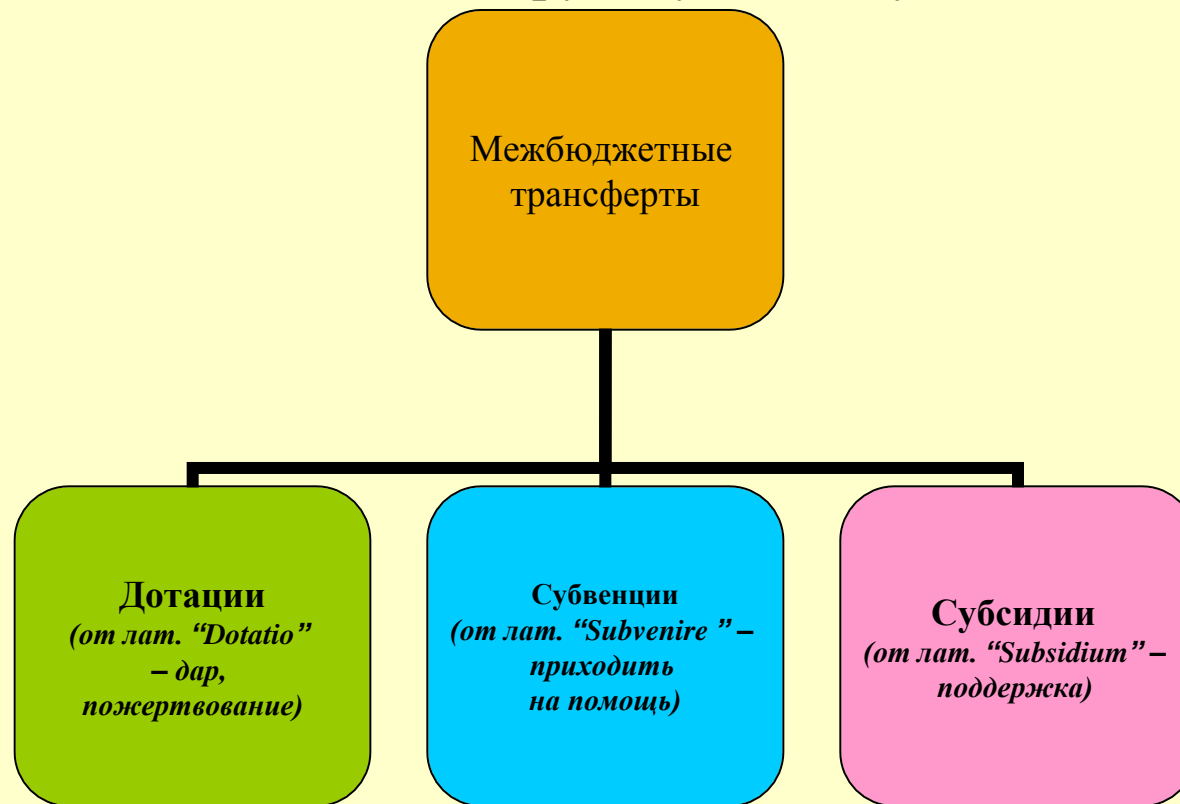 Межбюджетные
трансферты
Дотации
(от лат. “Dotatio”
– дар,
пожертвование)
Субвенции
(от лат. “Subvenire ” –
приходить
на помощь)
Субсидии
(от лат. “Subsidium” –
поддержка)